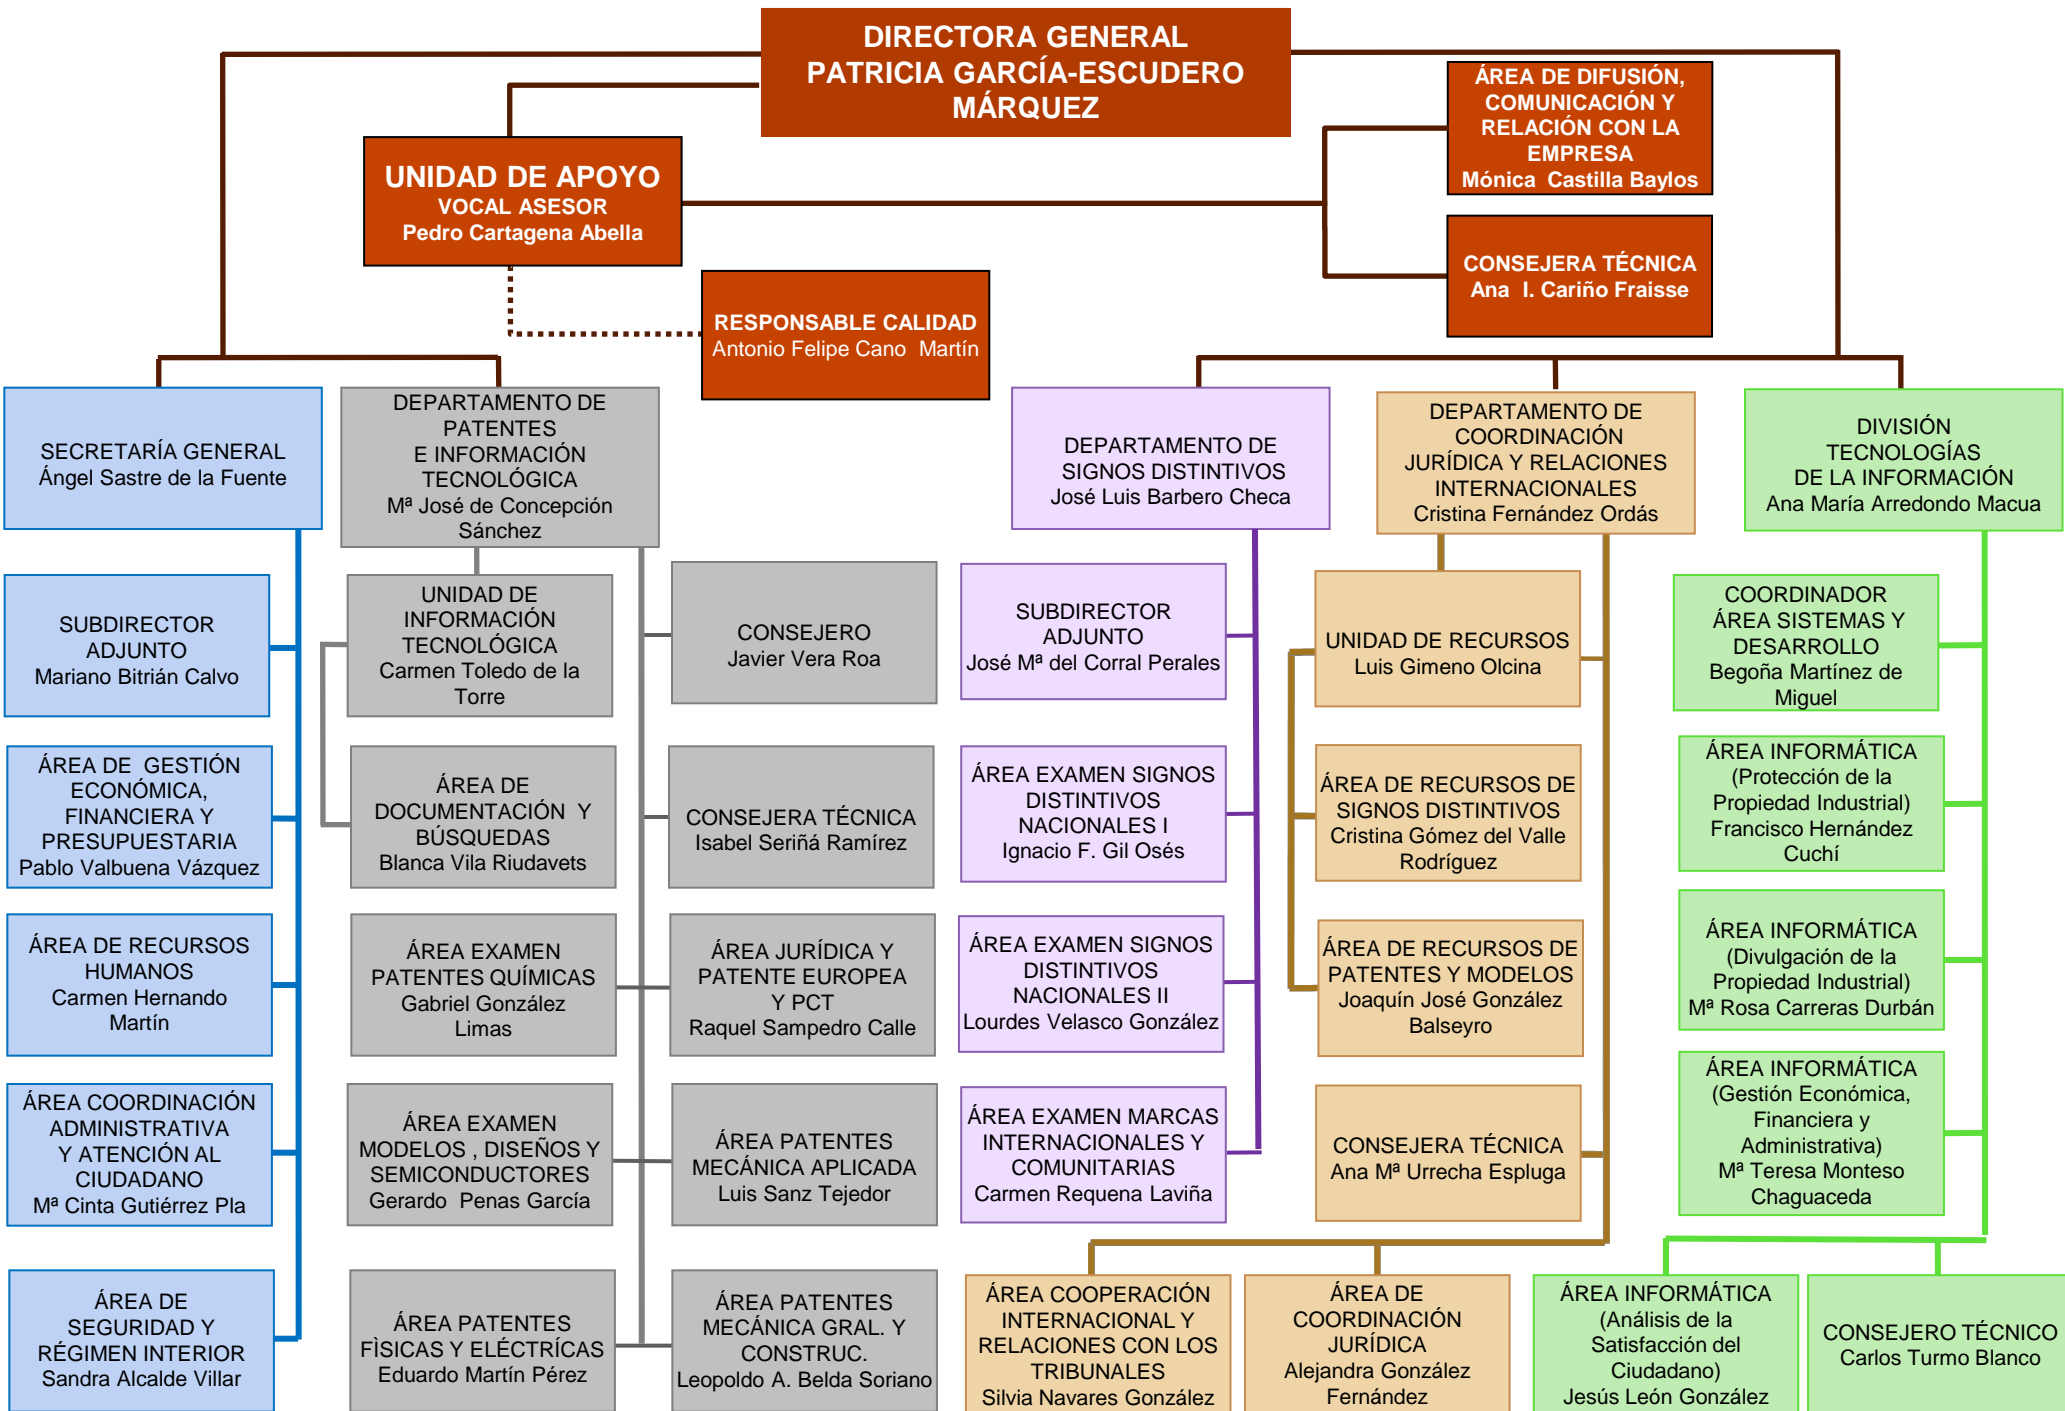 DIRECTORA GENERAL
PATRICIA GARCÍA-ESCUDERO
MÁRQUEZ
ÁREA DE DIFUSIÓN,
COMUNICACIÓN Y
RELACIÓN CON LA
EMPRESA
Mónica Castilla Baylos
UNIDAD DE APOYO
VOCAL ASESOR
Pedro Cartagena Abella
CONSEJERA TÉCNICA
Ana I. Cariño Fraisse
RESPONSABLE CALIDAD
Antonio Felipe Cano Martín
SECRETARÍA GENERAL
Ángel Sastre de la Fuente
DEPARTAMENTO DE
PATENTES
E INFORMACIÓN
TECNOLÓGICA
Mª José de Concepción
Sánchez
DEPARTAMENTO DE
SIGNOS DISTINTIVOS
José Luis Barbero Checa
DEPARTAMENTO DE
COORDINACIÓN
JURÍDICA Y RELACIONES
INTERNACIONALES
Cristina Fernández Ordás
DIVISIÓN
TECNOLOGÍAS
DE LA INFORMACIÓN
Ana María Arredondo Macua
SUBDIRECTOR
ADJUNTO
Mariano Bitrián Calvo
UNIDAD DE
INFORMACIÓN
TECNOLÓGICA
Carmen Toledo de la
Torre
CONSEJERO
Javier Vera Roa
SUBDIRECTOR
ADJUNTO
José Mª del Corral Perales
UNIDAD DE RECURSOS
Luis Gimeno Olcina
COORDINADOR
ÁREA SISTEMAS Y
DESARROLLO
Begoña Martínez de
Miguel
ÁREA DE GESTIÓN
ECONÓMICA,
FINANCIERA Y
PRESUPUESTARIA
Pablo Valbuena Vázquez
ÁREA DE
DOCUMENTACIÓN Y
BÚSQUEDAS
Blanca Vila Riudavets
CONSEJERA TÉCNICA
Isabel Seriñá Ramírez
ÁREA EXAMEN SIGNOS
DISTINTIVOS
NACIONALES I
Ignacio F. Gil Osés
ÁREA DE RECURSOS DE
SIGNOS DISTINTIVOS
Cristina Gómez del Valle
Rodríguez
ÁREA INFORMÁTICA
(Protección de la
Propiedad Industrial)
Francisco Hernández
Cuchí
ÁREA DE RECURSOS
HUMANOS
Carmen Hernando
Martín
ÁREA EXAMEN
PATENTES QUÍMICAS
Gabriel González
Limas
ÁREA JURÍDICA Y
PATENTE EUROPEA
Y PCT
Raquel Sampedro Calle
ÁREA EXAMEN SIGNOS
DISTINTIVOS
NACIONALES II
Lourdes Velasco González
ÁREA DE RECURSOS DE
PATENTES Y MODELOS
Joaquín José González
Balseyro
ÁREA INFORMÁTICA
(Divulgación de la
Propiedad Industrial)
Mª Rosa Carreras Durbán
ÁREA COORDINACIÓN
ADMINISTRATIVA
Y ATENCIÓN AL
CIUDADANO
Mª Cinta Gutiérrez Pla
ÁREA EXAMEN
MODELOS , DISEÑOS Y
SEMICONDUCTORES
Gerardo Penas García
ÁREA PATENTES
MECÁNICA APLICADA
Luis Sanz Tejedor
ÁREA EXAMEN MARCAS
INTERNACIONALES Y
COMUNITARIAS
Carmen Requena Laviña
CONSEJERA TÉCNICA
Ana Mª Urrecha Espluga
ÁREA INFORMÁTICA
(Gestión Económica,
Financiera y
Administrativa)
Mª Teresa Monteso
Chaguaceda
ÁREA DE
SEGURIDAD Y
RÉGIMEN INTERIOR
Sandra Alcalde Villar
ÁREA PATENTES
FÌSICAS Y ELÉCTRÍCAS
Eduardo Martín Pérez
ÁREA PATENTES
MECÁNICA GRAL. Y
CONSTRUC.
Leopoldo A. Belda Soriano
ÁREA COOPERACIÓN
INTERNACIONAL Y
RELACIONES CON LOS
TRIBUNALES
Silvia Navares González
ÁREA DE
COORDINACIÓN
JURÍDICA
Alejandra González
Fernández
ÁREA INFORMÁTICA
(Análisis de la
Satisfacción del
Ciudadano)
Jesús León González
CONSEJERO TÉCNICO
Carlos Turmo Blanco